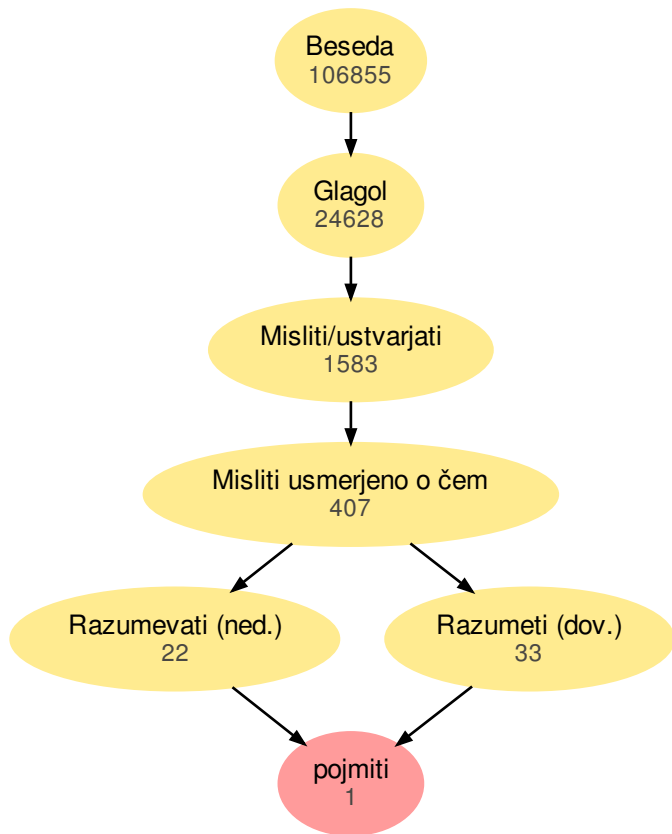 Beseda
106855
Glagol
24628
Misliti/ustvarjati
1583
Misliti usmerjeno o čem
407
Razumevati (ned.)
22
Razumeti (dov.)
33
pojmiti
1